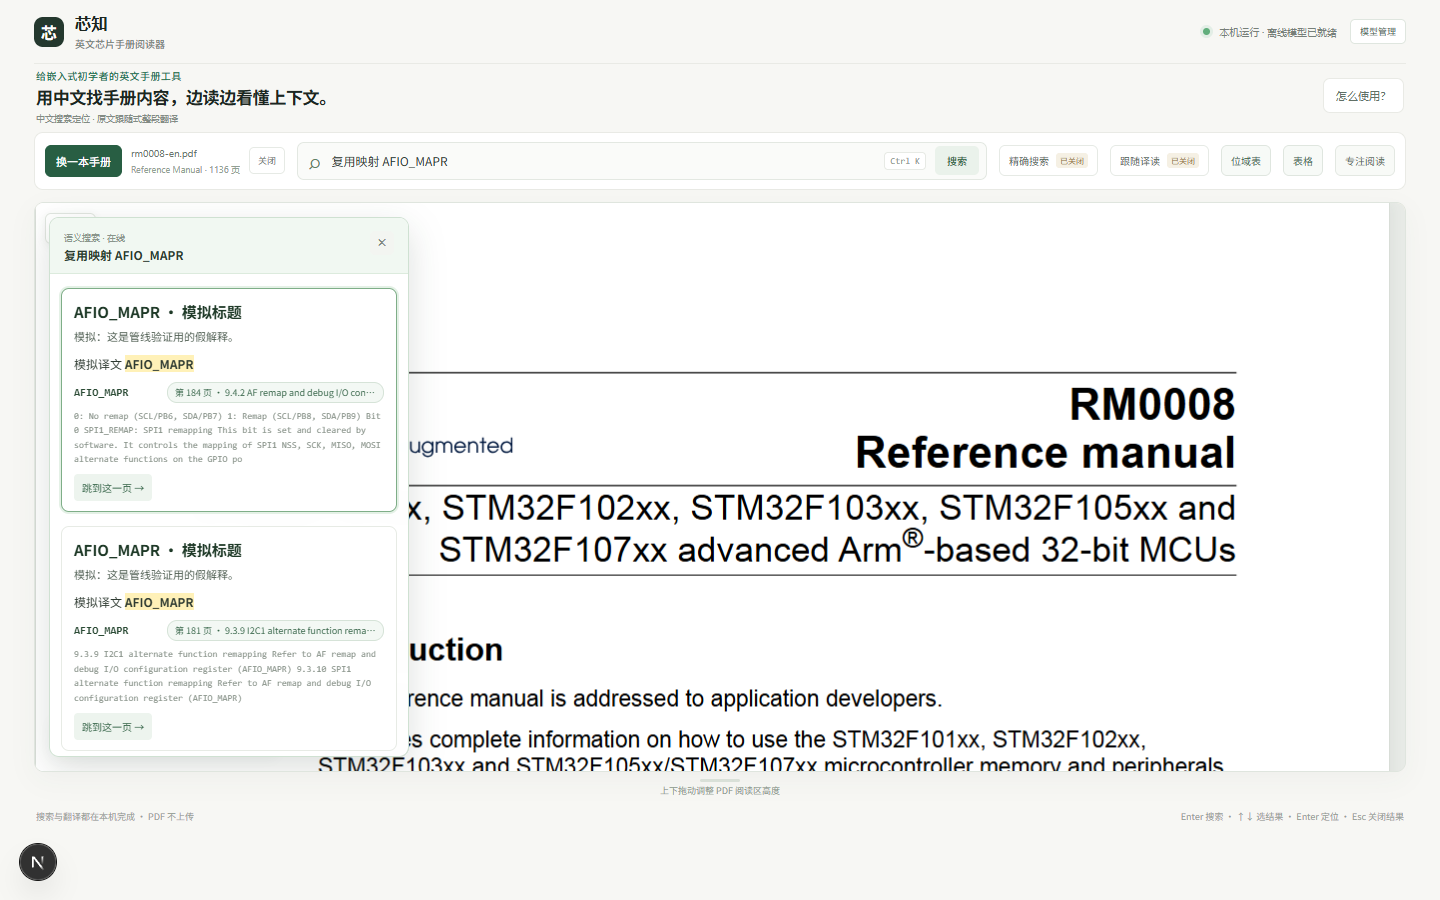 芯
芯知
英文芯片手册阅读器
本机运行 · 离线模型已就绪
模型管理
给嵌入式初学者的英文手册工具
用中文找手册内容，边读边看懂上下文。
中文搜索定位 · 原文跟随式整段翻译
怎么使用?
换一本手册
rm0008-en.pdf
Reference Manual · 1136 页
关闭
复用映射 AFIO_MAPR
Ctrl K
搜索
精确搜索 已关闭
跟随译读 已关闭
位域表
表格
专注阅读
语义搜索 · 在线
复用映射 AFIO_MAPR
×
AFIO_MAPR · 模拟标题
模拟：这是管线验证用的假解释。
模拟译文 AFIO_MAPR
AFIO_MAPR
第 184 页 · 9.4.2 AF remap and debug I/O con···
0: No remap (SCL/PB6, SDA/PB7) 1: Remap (SCL/PB8, SDA/PB9) Bit
0 SPI1_REMAP: SPI1 remapping This bit is set and cleared by
software. It controls the mapping of SPI1 NSS, SCK, MISO, MOSI
alternate functions on the GPIO po
跳到这一页 →
AFIO_MAPR · 模拟标题
模拟：这是管线验证用的假解释。
模拟译文 AFIO_MAPR
AFIO_MAPR
第 181 页 · 9.3.9 I2C1 alternate function rema···
9.3.9 I2C1 alternate function remapping Refer to AF remap and
debug I/O configuration register (AFIO_MAPR) 9.3.10 SPI1
alternate function remapping Refer to AF remap and debug I/O
configuration register (AFIO_MAPR)
跳到这一页 →
RM0008
ugmented
Reference manual
x, STM32F102xx, STM32F103xx, STM32F105xx and
STM32F107xx advanced Arm®-based 32-bit MCUs
uction
rence manual is addressed to application developers.
s complete information on how to use the STM32F101xx, STM32F102xx,
STM32F103xx and STM32F105xx/STM32F107xx microcontroller memory and peripherals
上下拖动调整 PDF 阅读区高度
搜索与翻译都在本机完成 · PDF 不上传
Enter 搜索 · ↑↓ 选结果 · Enter 定位 · Esc 关闭结果
N